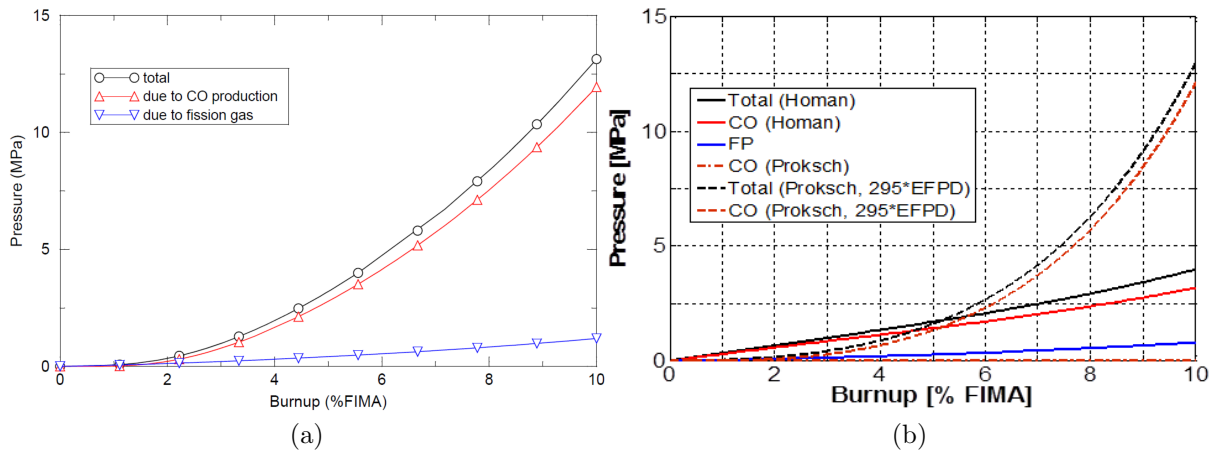 15
total
due to CO production
due to fission gas
10
5
0
Pressure (MPa)
0
2
4
6
8
10
Burnup (%FIMA)
(a)
15
Total (Homan)
CO (Homan)
FP
CO (Proksch)
Total (Proksch, 295*EFPD)
CO (Proksch, 295*EFPD)
10
5
0
Pressure [MPa]
0
2
4
6
8
10
Burnup [% FIMA]
(b)